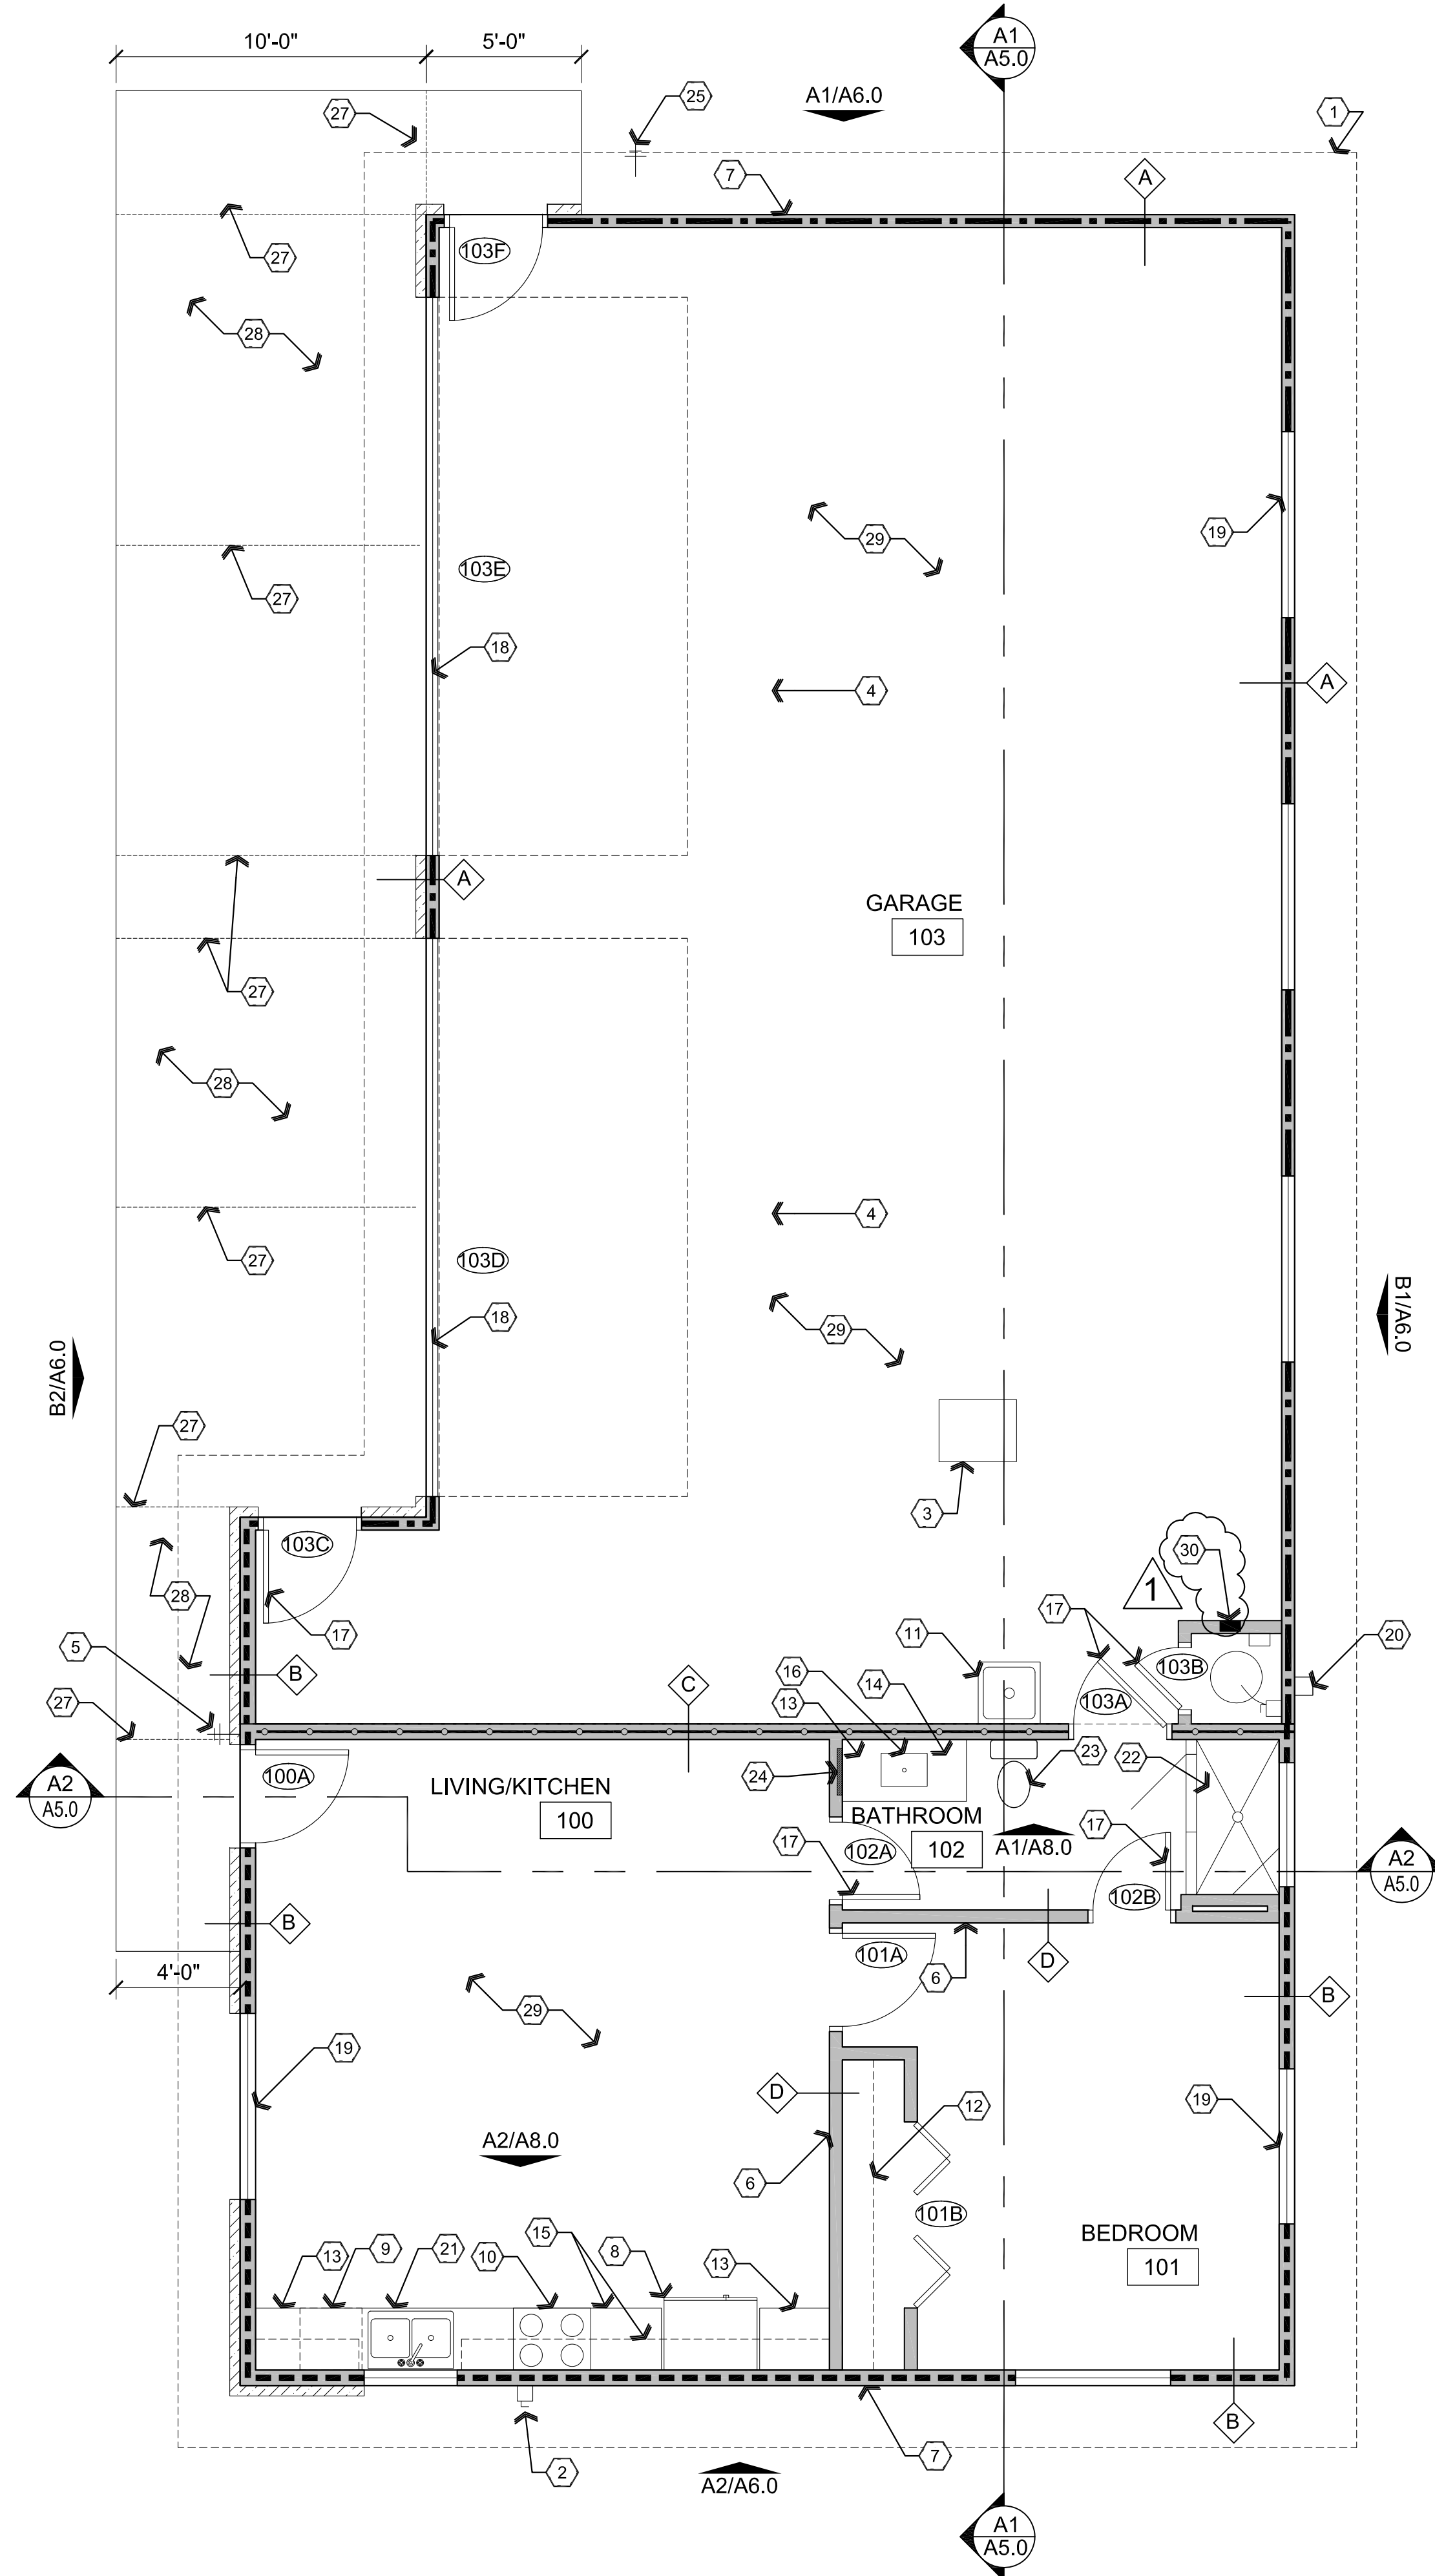 A1
A5.0
10'-0"
5'-0"
A1/A6.0
25
27
1
7
A
103F
27
28
19
29
103E
27
18
A
4
A
GARAGE
103
27
28
4
103D
27
18
29
B1/A6.0
B2/A6.0
27
3
103C
30
1
28
17
17
11
20
5
B
16
C
14
103B
27
13
103A
100A
24
23
22
A2
A5.0
LIVING/KITCHEN
100
BATHROOM
102
A1/A8.0
17
17
102A
A2
A5.0
102B
B
101A
D
4'-0"
6
B
29
19
D
12
19
A2/A8.0
6
101B
BEDROOM
101
15
13
9
21
10
8
13
B
7
2
A2/A6.0
A1
A5.0